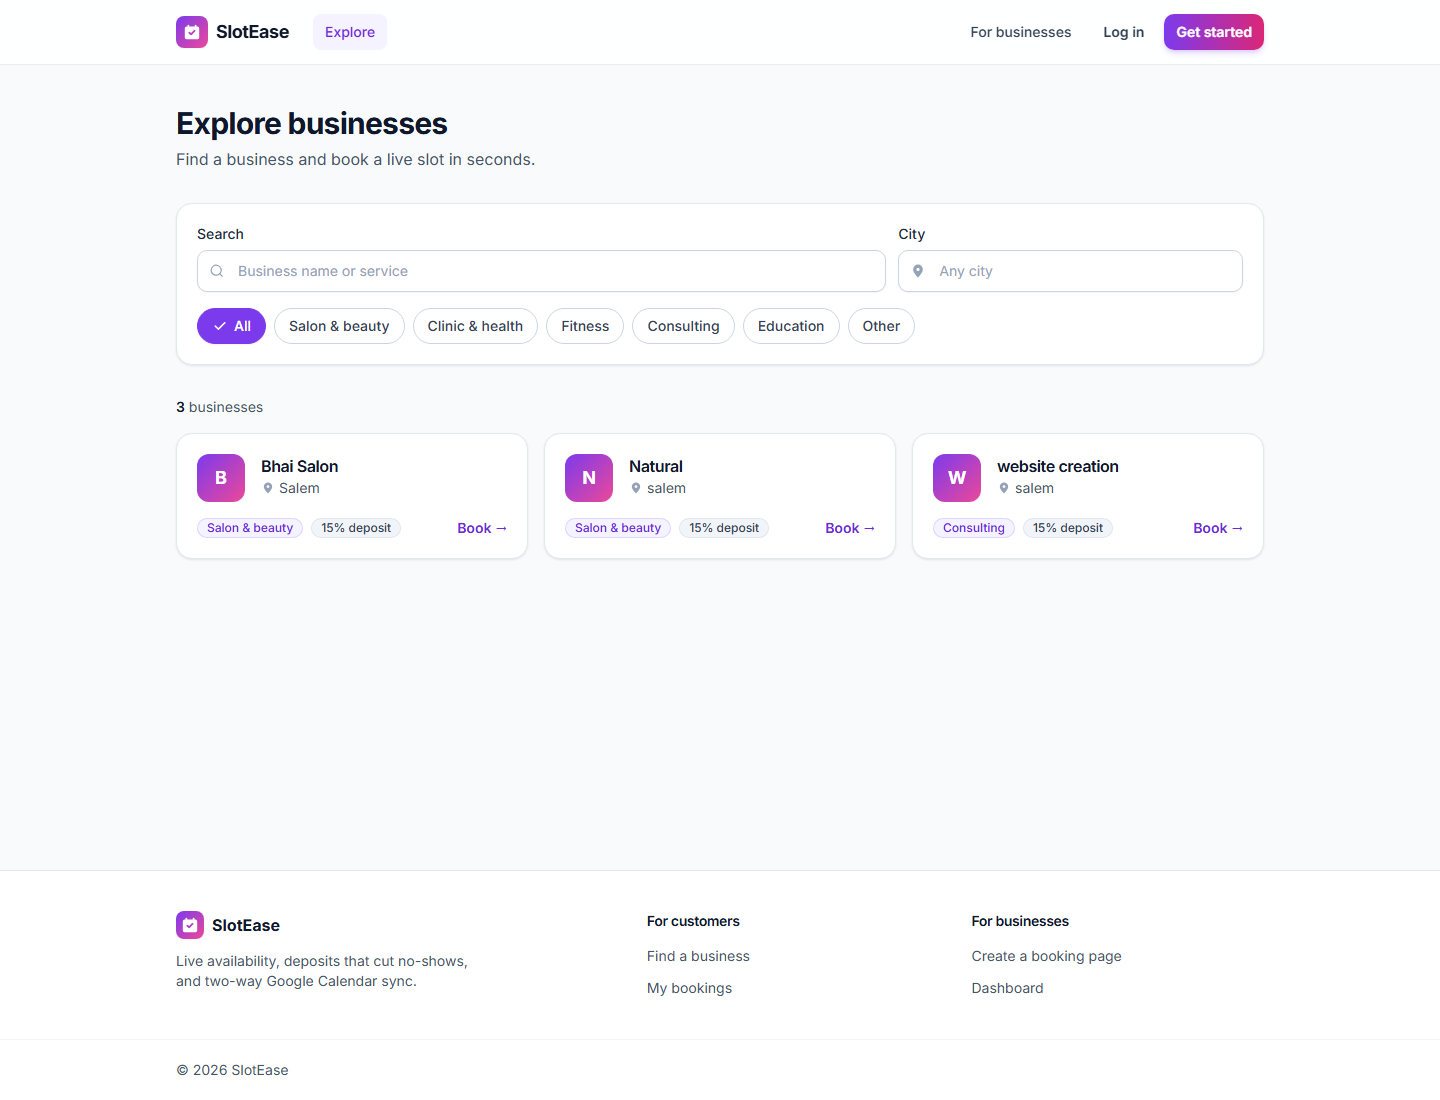 SlotEase
Explore
For businesses
Log in
Get started
Explore businesses
Find a business and book a live slot in seconds.
Search
City
Business name or service
Any city
All
Salon & beauty
Clinic & health
Fitness
Consulting
Education
Other
3 businesses
B
Bhai Salon
Salem
Salon & beauty
15% deposit
Book →
N
Natural
salem
Salon & beauty
15% deposit
Book →
W
website creation
salem
Consulting
15% deposit
Book →
SlotEase
Live availability, deposits that cut no-shows,
and two-way Google Calendar sync.
For customers
Find a business
My bookings
For businesses
Create a booking page
Dashboard
© 2026 SlotEase